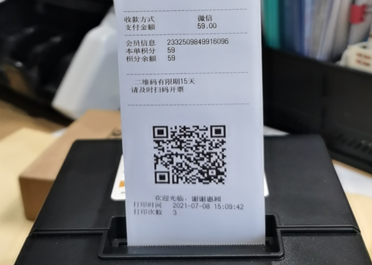 收款方式 微信
支付金额 59.00
会员信息 2332509849916096
本单积分 59
积分余额 59
二维码有限期15天
请及时扫码开票
欢迎光临，谢谢惠顾
打印时间 2021-07-08 15:09:42
打印次数 3